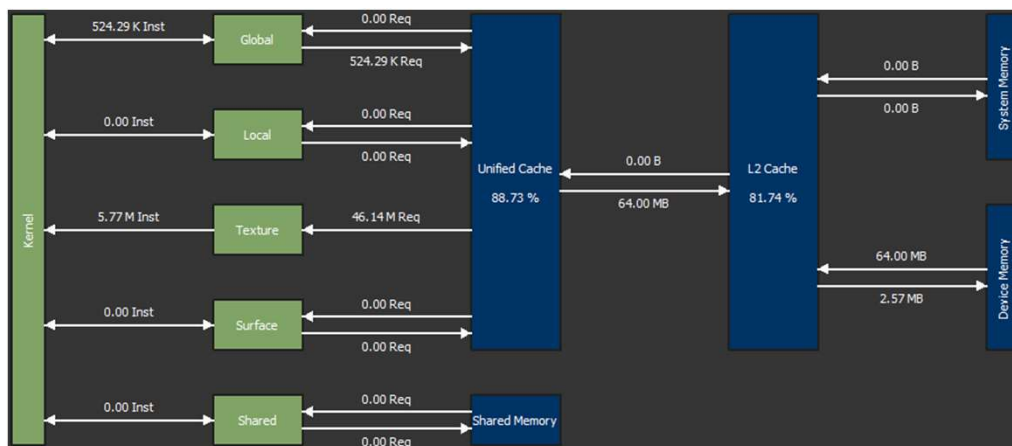 0.00 Req
524.29 K Inst
Global
524.29 K Req
0.00 Req
0.00 Inst
Local
0.00 Req
Unified Cache
88.73 %
0.00 B
64.00 MB
L2 Cache
81.74 %
0.00 B
0.00 B
System Memory
Kernel
5.77 M Inst
Texture
46.14 M Req
64.00 MB
2.57 MB
Device Memory
0.00 Req
0.00 Inst
Surface
0.00 Req
0.00 Req
0.00 Inst
Shared
0.00 Req
Shared Memory